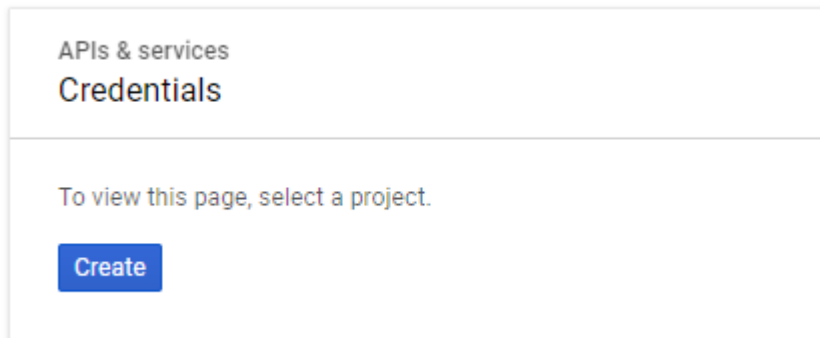 APIs & services
Credentials
To view this page, select a project.
Create